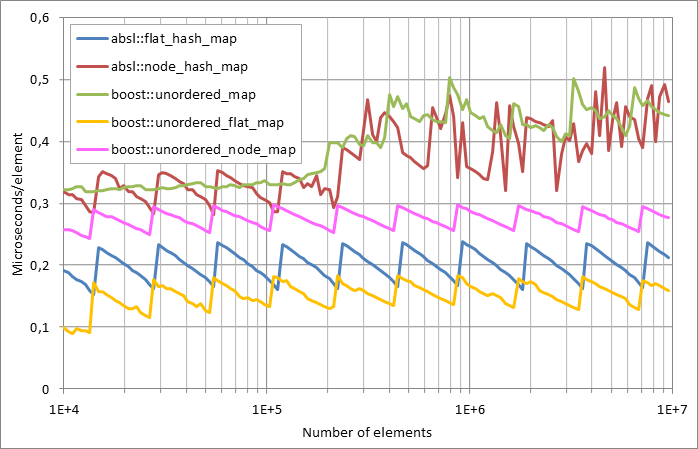 0,6
absl::flat_hash_map
absl::node_hash_map
boost::unordered_map
boost::unordered_flat_map
boost::unordered_node_map
0,5
0,4
0,3
0,2
0,1
0
Microseconds/element
1E+4
1E+5
1E+6
1E+7
Number of elements